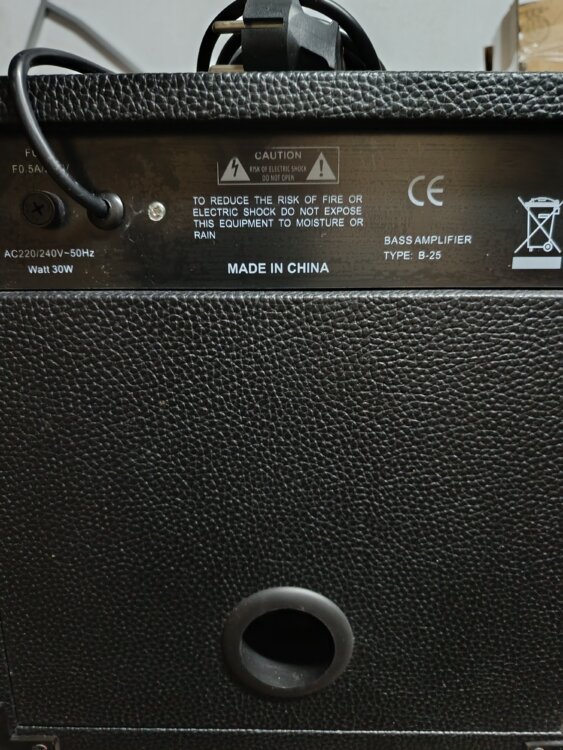 CAUTION
RISK OF ELECTRIC SHOCK
DO NOT OPEN
TO REDUCE THE RISK OF FIRE OR
ELECTRIC SHOCK DO NOT EXPOSE
THIS EQUIPMENT TO MOISTURE OR
RAIN
CE
AC220/240V~50Hz
Watt 30W
BASS AMPLIFIER
TYPE: B-25
MADE IN CHINA